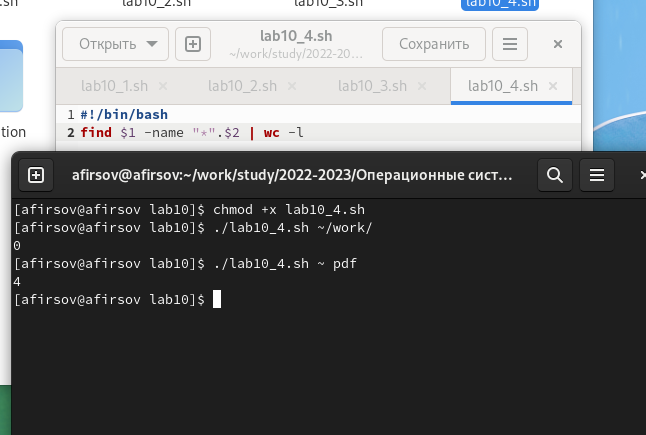 .sh
lab10_2.sh
lab10_3.sh
lab10_4.sh
Открыть
lab10_4.sh
~/work/study/2022-20…
Сохранить
lab10_1.sh
lab10_2.sh
lab10_3.sh
lab10_4.sh
tion
1 #!/bin/bash
2 find $1 -name "*".$2 | wc -l
afirsov@afirsov:~/work/study/2022-2023/Операционные сист…
[afirsov@afirsov lab10]$ chmod +x lab10_4.sh
[afirsov@afirsov lab10]$ ./lab10_4.sh ~/work/
0
[afirsov@afirsov lab10]$ ./lab10_4.sh ~ pdf
4
[afirsov@afirsov lab10]$